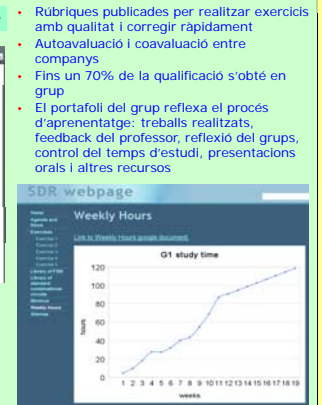 Rúbriques publicades per realitzar exercicis
amb qualitat i corregir ràpidament
Autoavaluació i coavaluació entre
companys
Fins un 70% de la qualificació s'obté en
grup
El portafoli del grup reflexa el procés
d'aprenentatge: treballs realitzats,
feedback del professor, reflexió del grups,
control del temps d'estudi, presentacions
orals i altres recursos
SDR webpage
Weekly Hours
Link to Weekly Hours google document.
G1 study time
120
100
80
60
40
20
0
hours
1 2 3 4 5 6 7 8 9 10 11 12 13 14 15 16 17 18 19
weeks